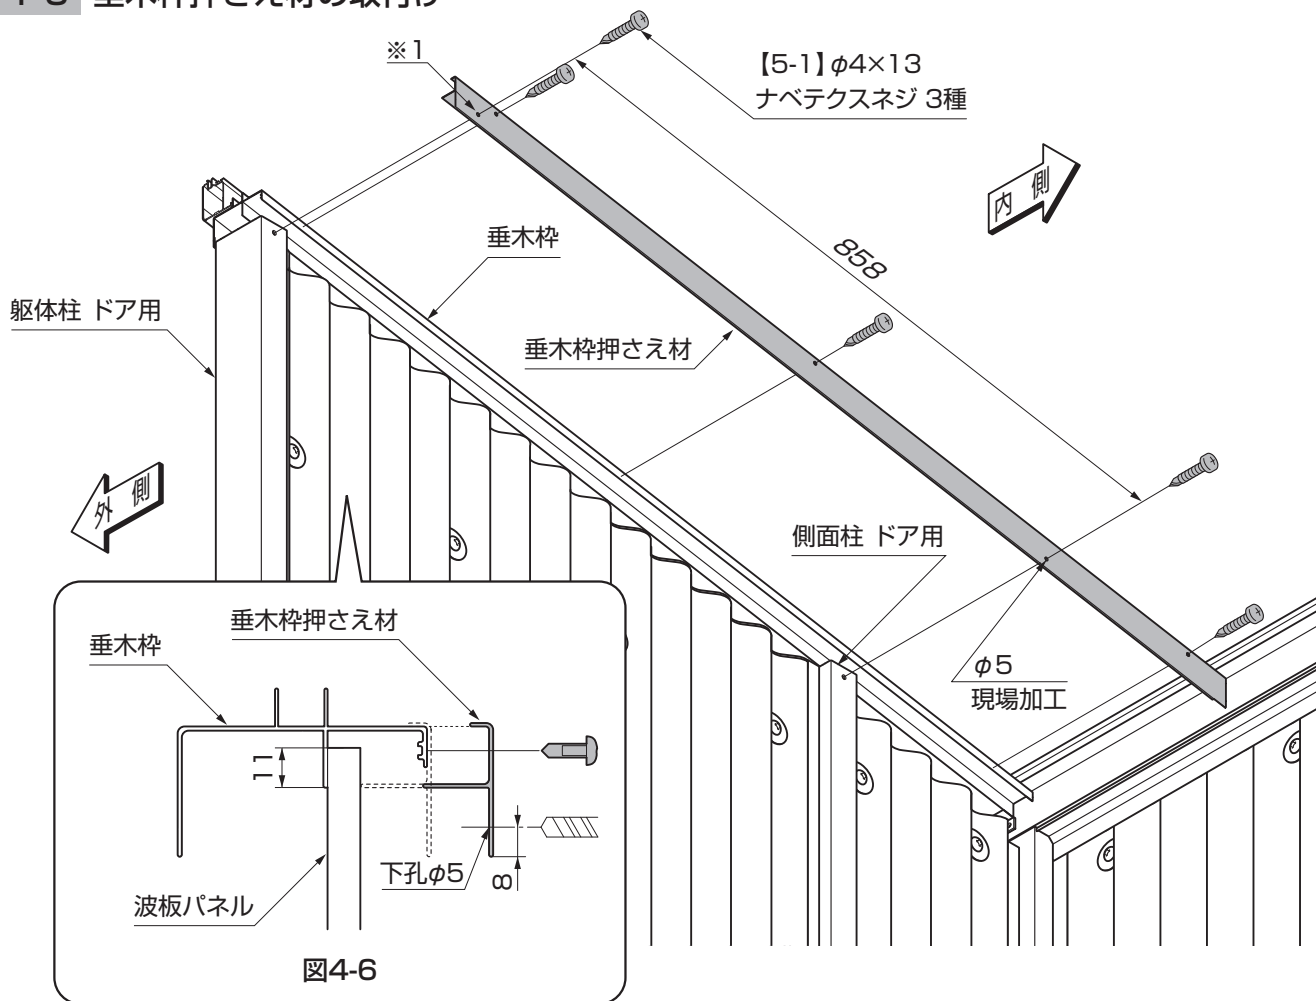 垂木枠押さえ材の取付け
※1
【5-1】φ4×13
ナベテクスネジ 3種
内側
858
垂木枠
躯体柱 ドア用
垂木枠押さえ材
外側
側面柱 ドア用
φ5
現場加工
垂木枠押さえ材
垂木枠
11
下孔φ5
8
波板パネル
図4-6